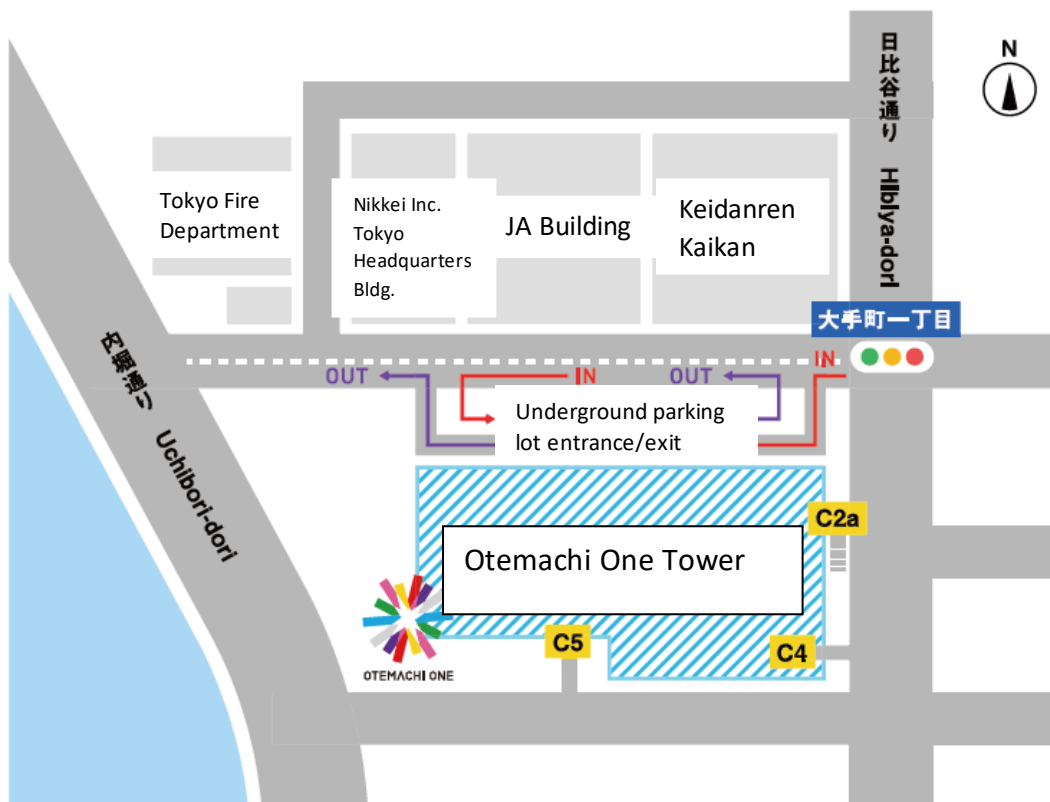 N
日比谷通り Hibiya-dori
Tokyo Fire
Department
Nikkei Inc.
Tokyo
Headquarters
Bldg.
JA Building
Keidanren
Kaikan
大手町一丁目
内堀通り Uchibori-dori
OUT
IN
OUT
IN
Underground parking
lot entrance/exit
C2a
Otemachi One Tower
C5
C4
OTEMACHI ONE